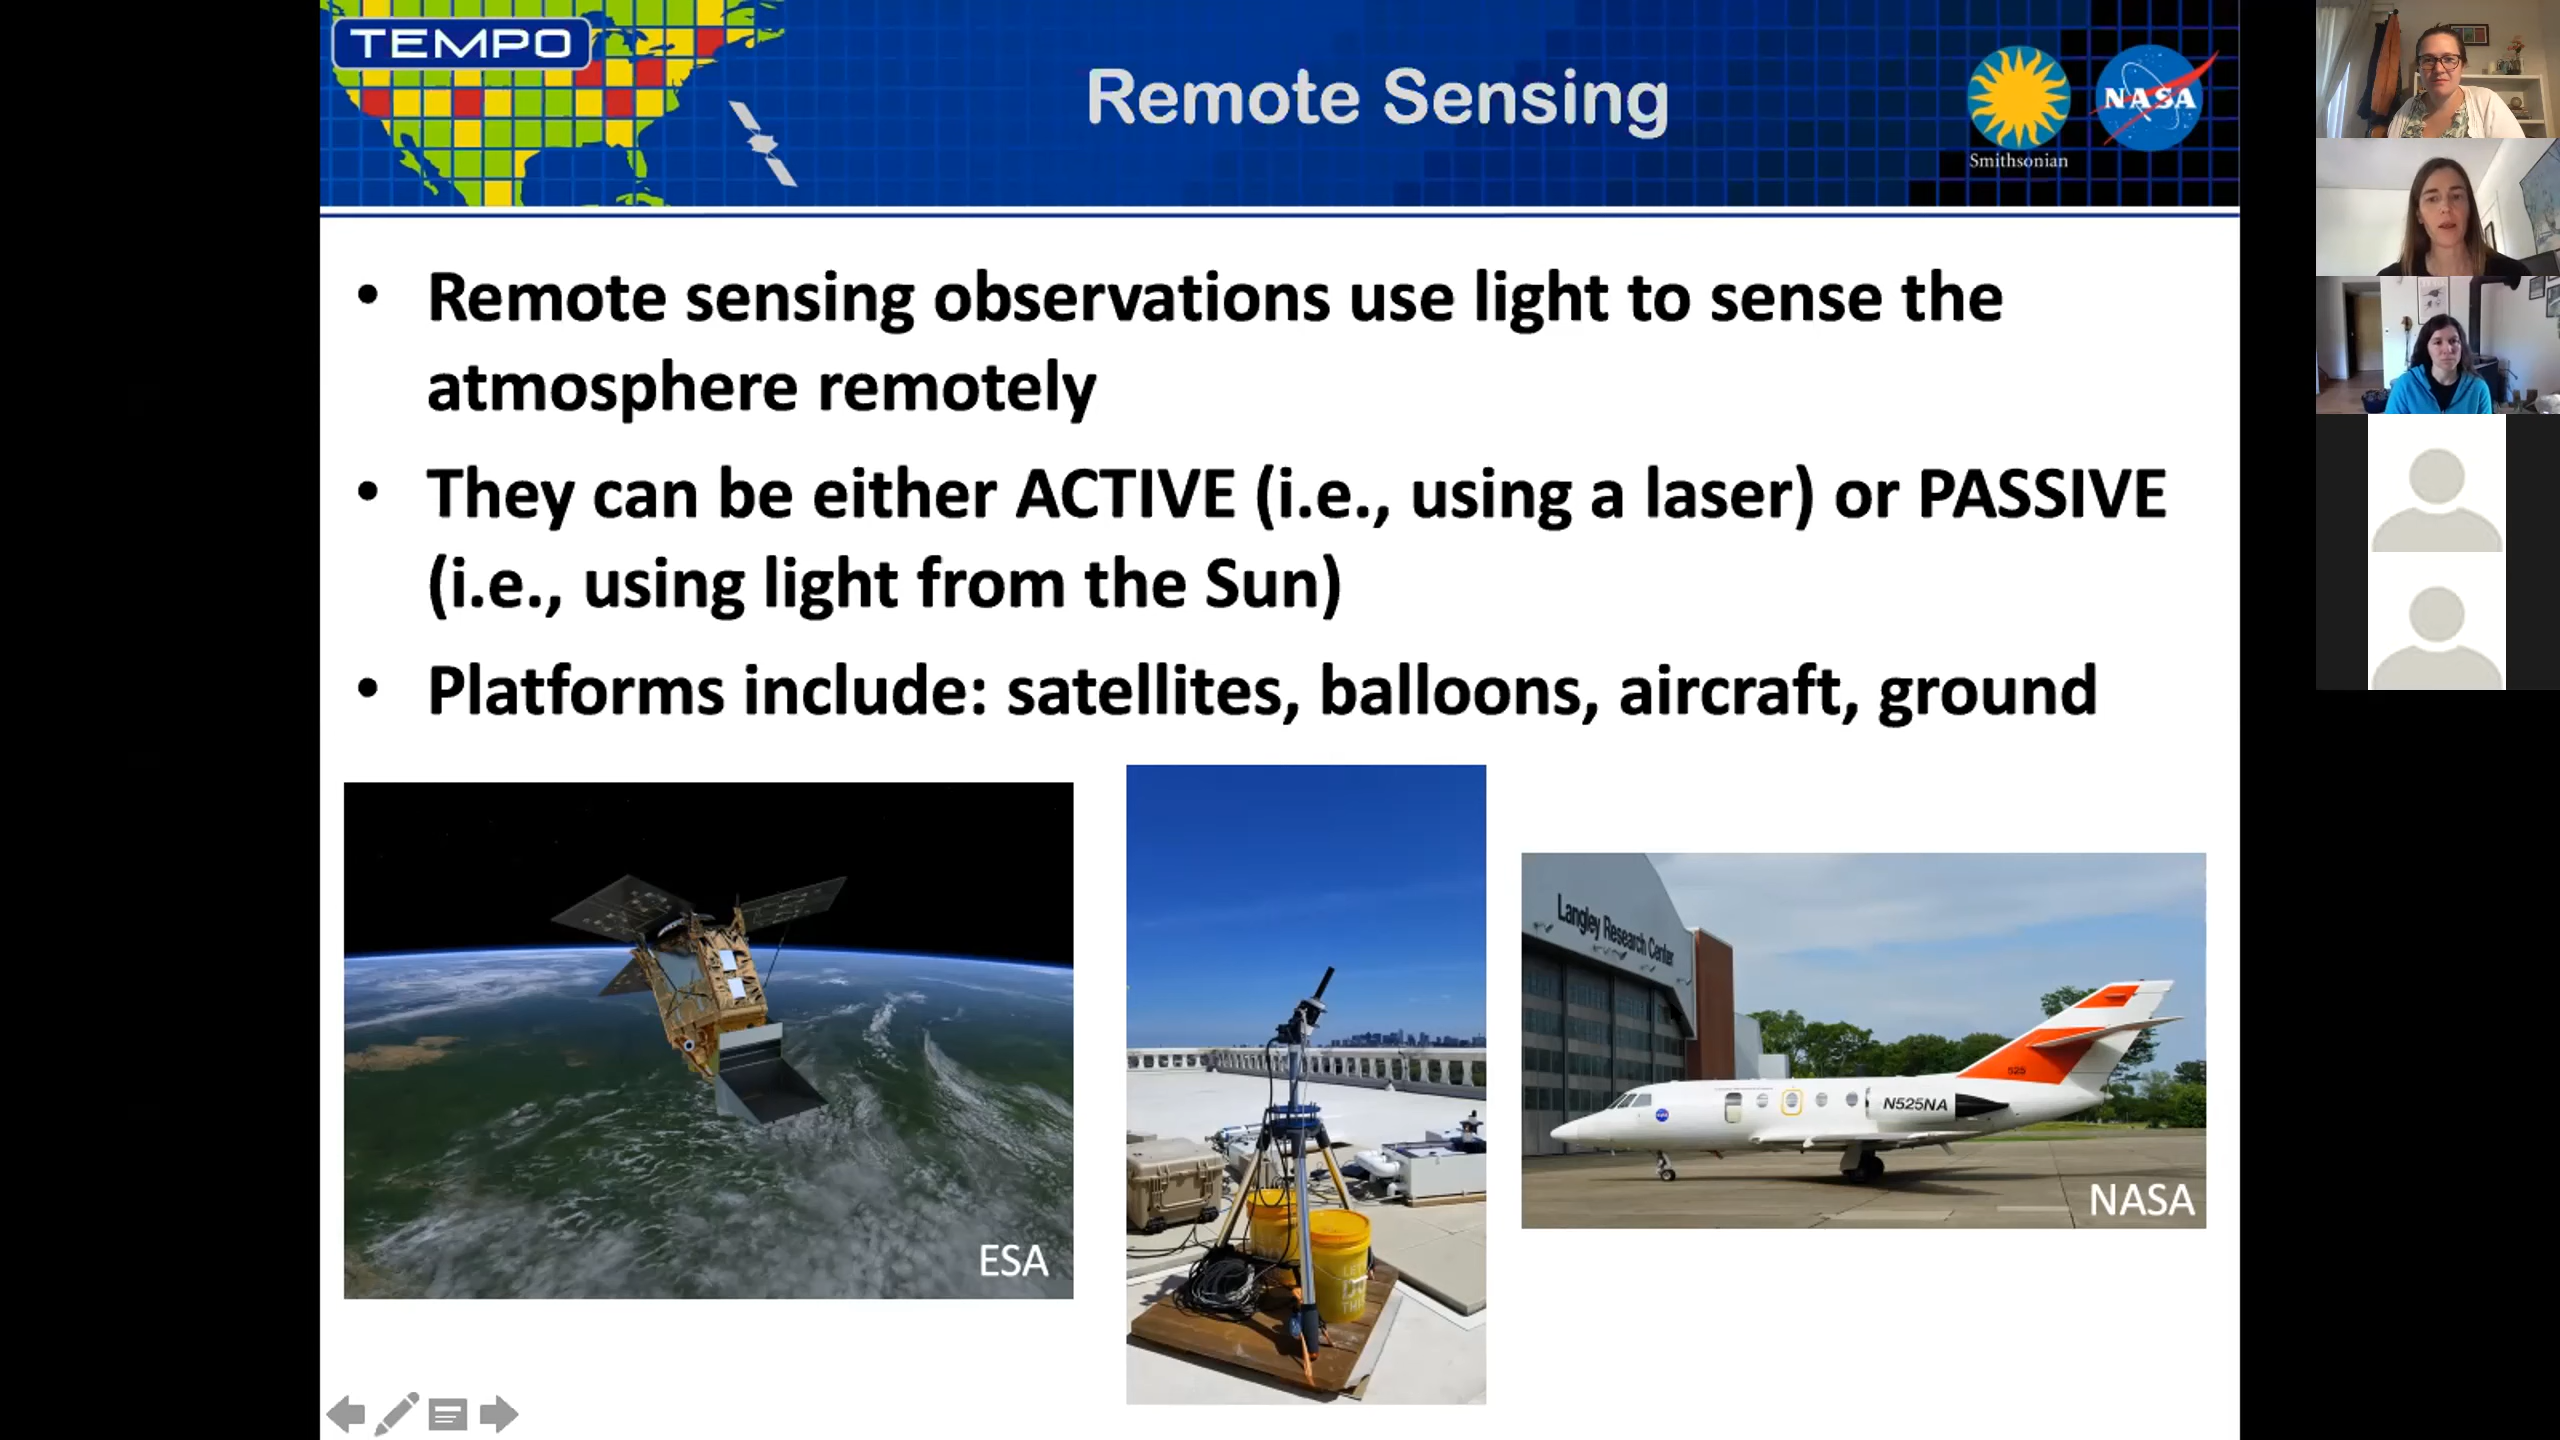 TEMPO
Remote Sensing
Smithsonian
NASA
• Remote sensing observations use light to sense the
atmosphere remotely
• They can be either ACTIVE (i.e., using a laser) or PASSIVE
(i.e., using light from the Sun)
• Platforms include: satellites, balloons, aircraft, ground
ESA
Langley Research Center
525
N525NA
NASA
THIS